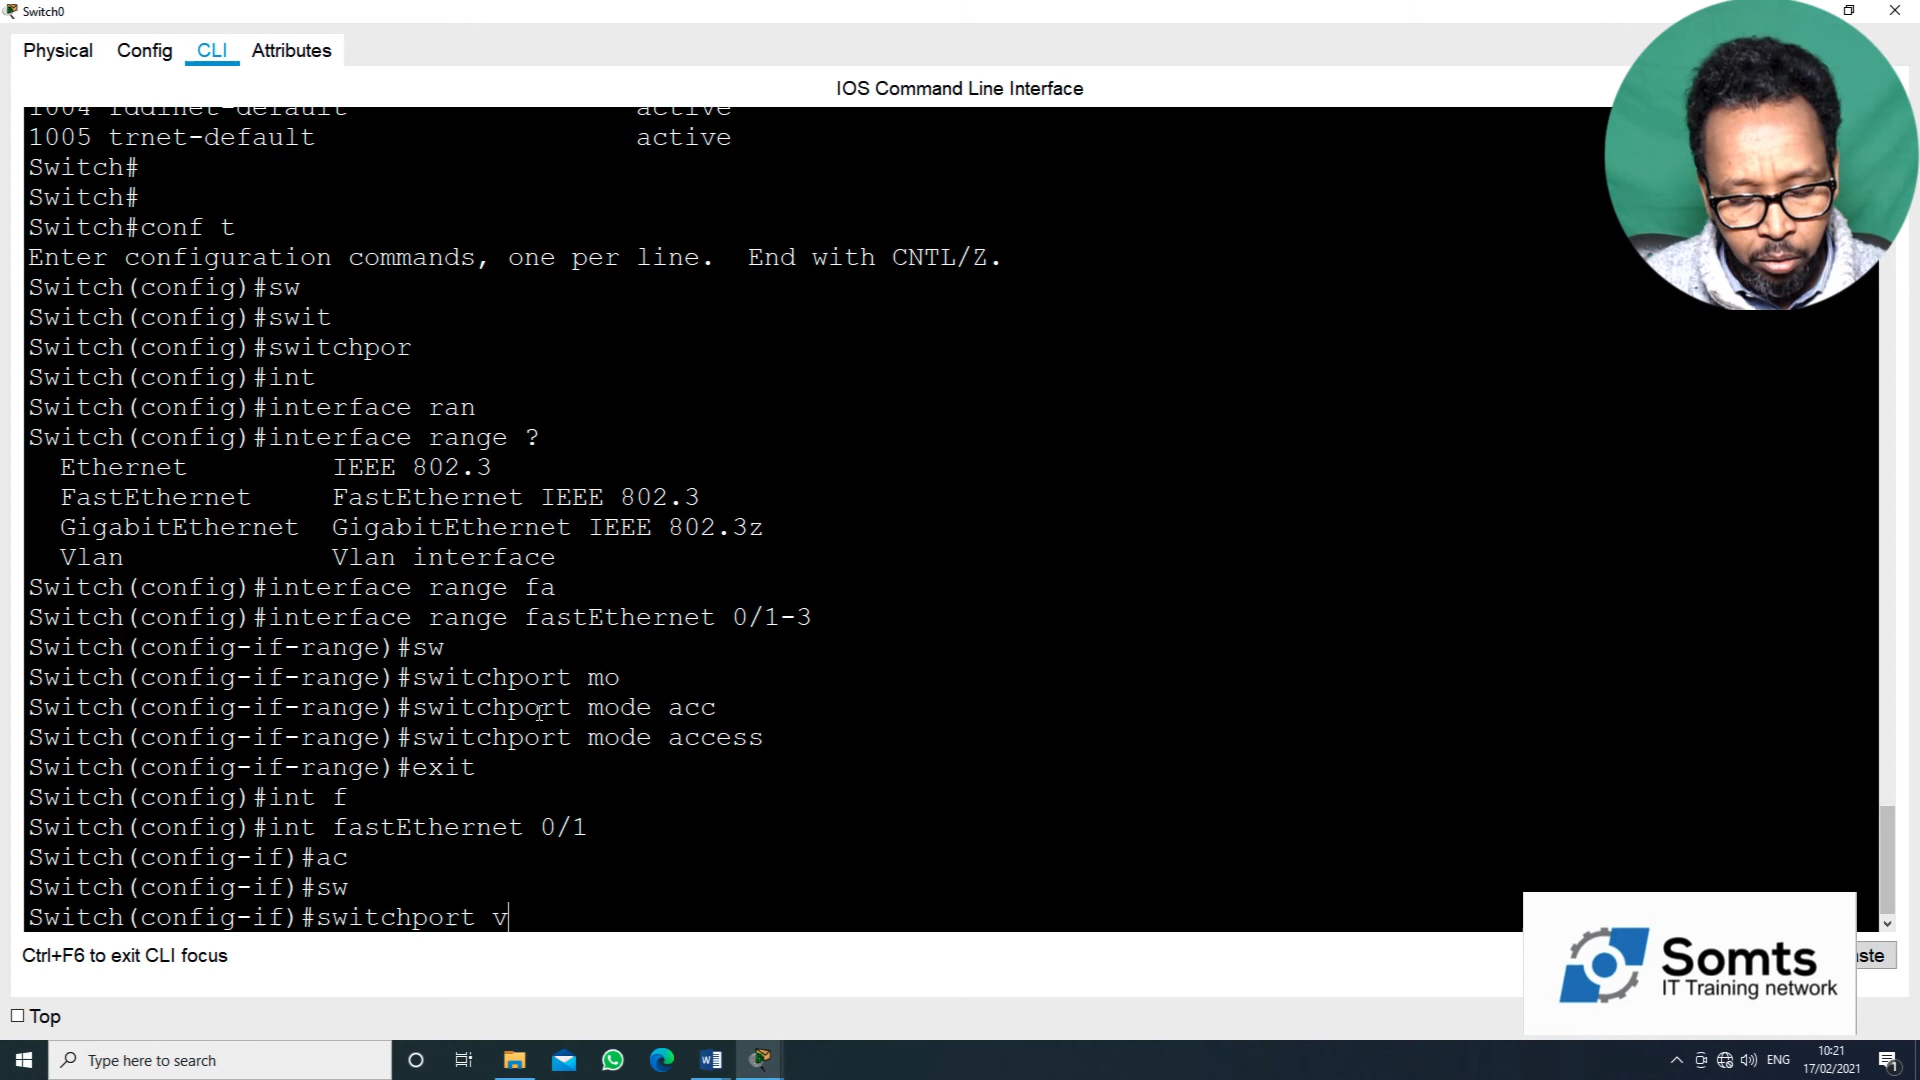 Switch0
Physical Config CLI Attributes
IOS Command Line Interface
1004 fddinet-default active
1005 trnet-default active
Switch#
Switch#
Switch#conf t
Enter configuration commands, one per line. End with CNTL/Z.
Switch(config)#sw
Switch(config)#swit
Switch(config)#switchpor
Switch(config)#int
Switch(config)#interface ran
Switch(config)#interface range ?
Ethernet IEEE 802.3
FastEthernet FastEthernet IEEE 802.3
GigabitEthernet GigabitEthernet IEEE 802.3z
Vlan Vlan interface
Switch(config)#interface range fa
Switch(config)#interface range fastEthernet 0/1-3
Switch(config-if-range)#sw
Switch(config-if-range)#switchport mo
Switch(config-if-range)#switchport mode acc
Switch(config-if-range)#switchport mode access
Switch(config-if-range)#exit
Switch(config)#int f
Switch(config)#int fastEthernet 0/1
Switch(config-if)#ac
Switch(config-if)#sw
Switch(config-if)#switchport v
Ctrl+F6 to exit CLI focus
ste
Somts
IT Training network
Top
Type here to search
ENG
10:21
17/02/2021
1